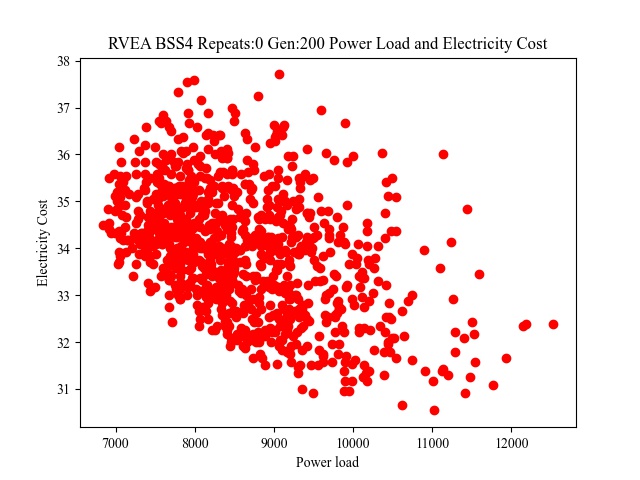 RVEA BSS4 Repeats:0 Gen:200 Power Load and Electricity Cost
38
37
36
35
34
33
32
31
Electricity Cost
7000 8000 9000 10000 11000 12000
Power load